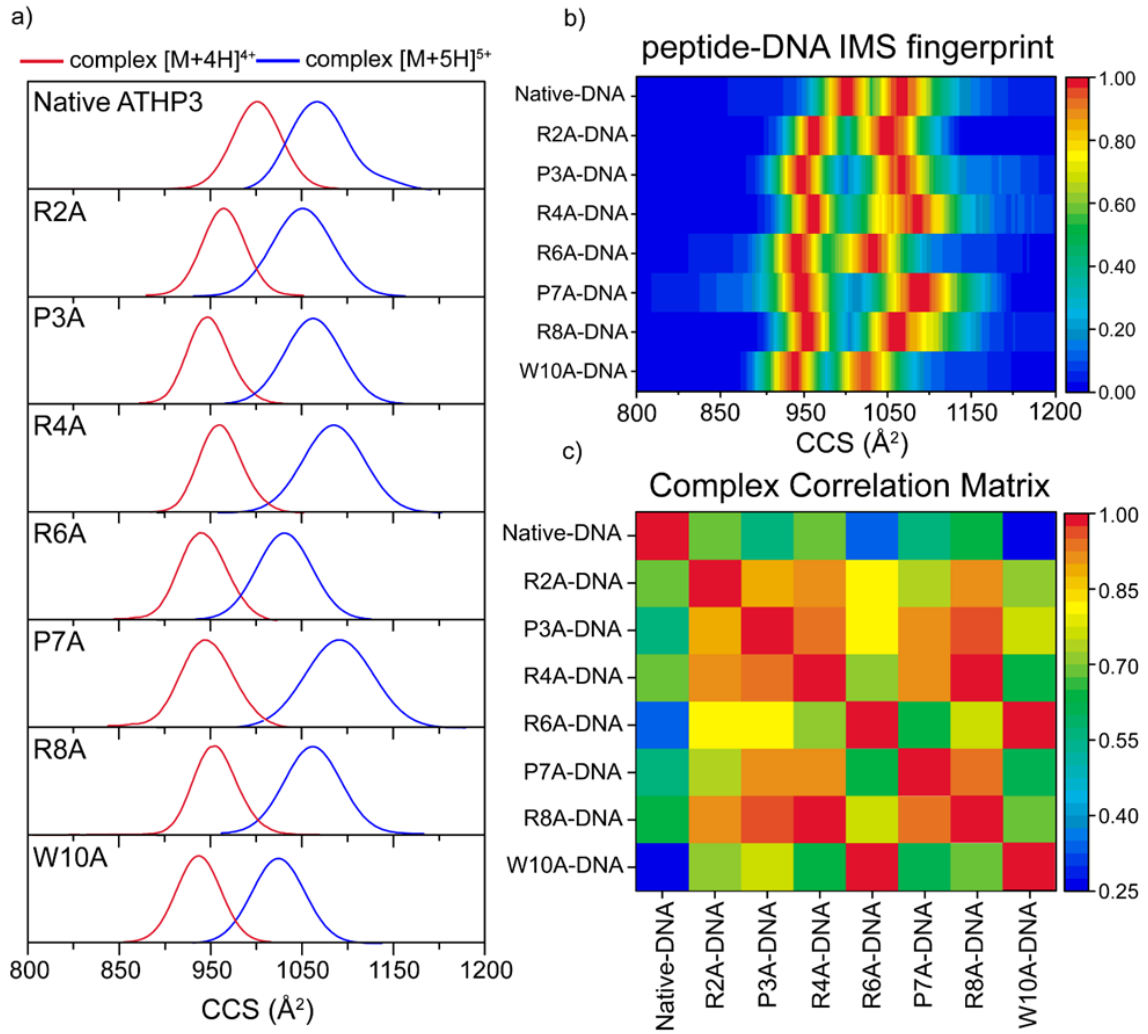 a)
complex [M+4H]⁴⁺ complex [M+5H]⁵⁺
Native ATHP3
R2A
P3A
R4A
R6A
P7A
R8A
W10A
800 850 950 1050 1150 1200
CCS (Å²)
b)
peptide-DNA IMS fingerprint
Native-DNA
R2A-DNA
P3A-DNA
R4A-DNA
R6A-DNA
P7A-DNA
R8A-DNA
W10A-DNA
800 850 950 1050 1150 1200
CCS (Å²)
1.00
0.80
0.60
0.40
0.20
0.00
c)
Complex Correlation Matrix
Native-DNA
R2A-DNA
P3A-DNA
R4A-DNA
R6A-DNA
P7A-DNA
R8A-DNA
W10A-DNA
Native-DNA
R2A-DNA
P3A-DNA
R4A-DNA
R6A-DNA
P7A-DNA
R8A-DNA
W10A-DNA
1.00
0.85
0.70
0.55
0.40
0.25